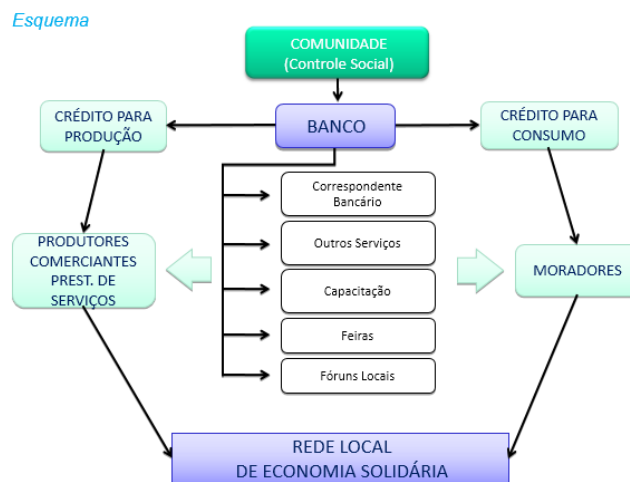 Esquema
COMUNIDADE
(Controle Social)
CRÉDITO PARA
PRODUÇÃO
BANCO
CRÉDITO PARA
CONSUMO
Correspondente
Bancário
Outros Serviços
Capacitação
Feiras
Fóruns Locais
PRODUTORES
COMERCIANTES
PREST. DE
SERVIÇOS
MORADORES
REDE LOCAL
DE ECONOMIA SOLIDÁRIA